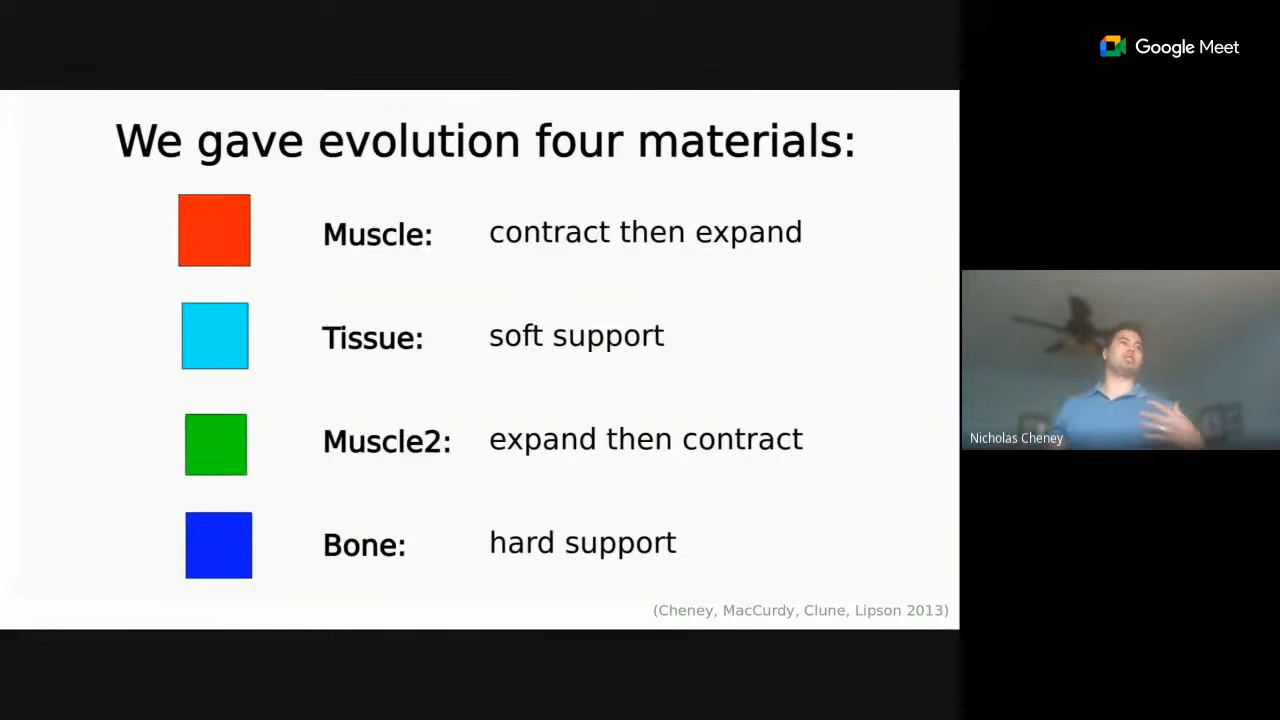 Google Meet
We gave evolution four materials:
Muscle: contract then expand
Tissue: soft support
Muscle2: expand then contract
Bone: hard support
(Cheney, MacCurdy, Clune, Lipson 2013)
Nicholas Cheney